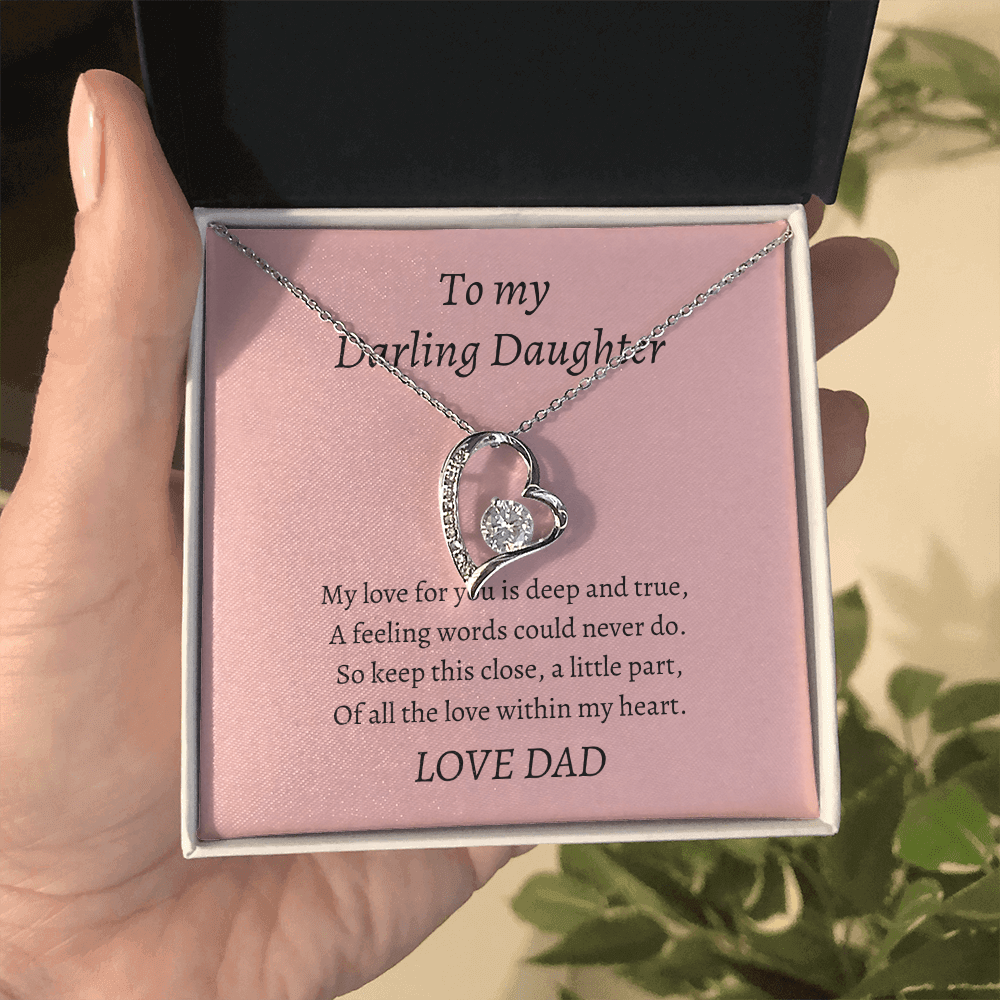 To my
Darling Daughter
My love for you is deep and true,
A feeling words could never do.
So keep this close, a little part,
Of all the love within my heart.
LOVE DAD